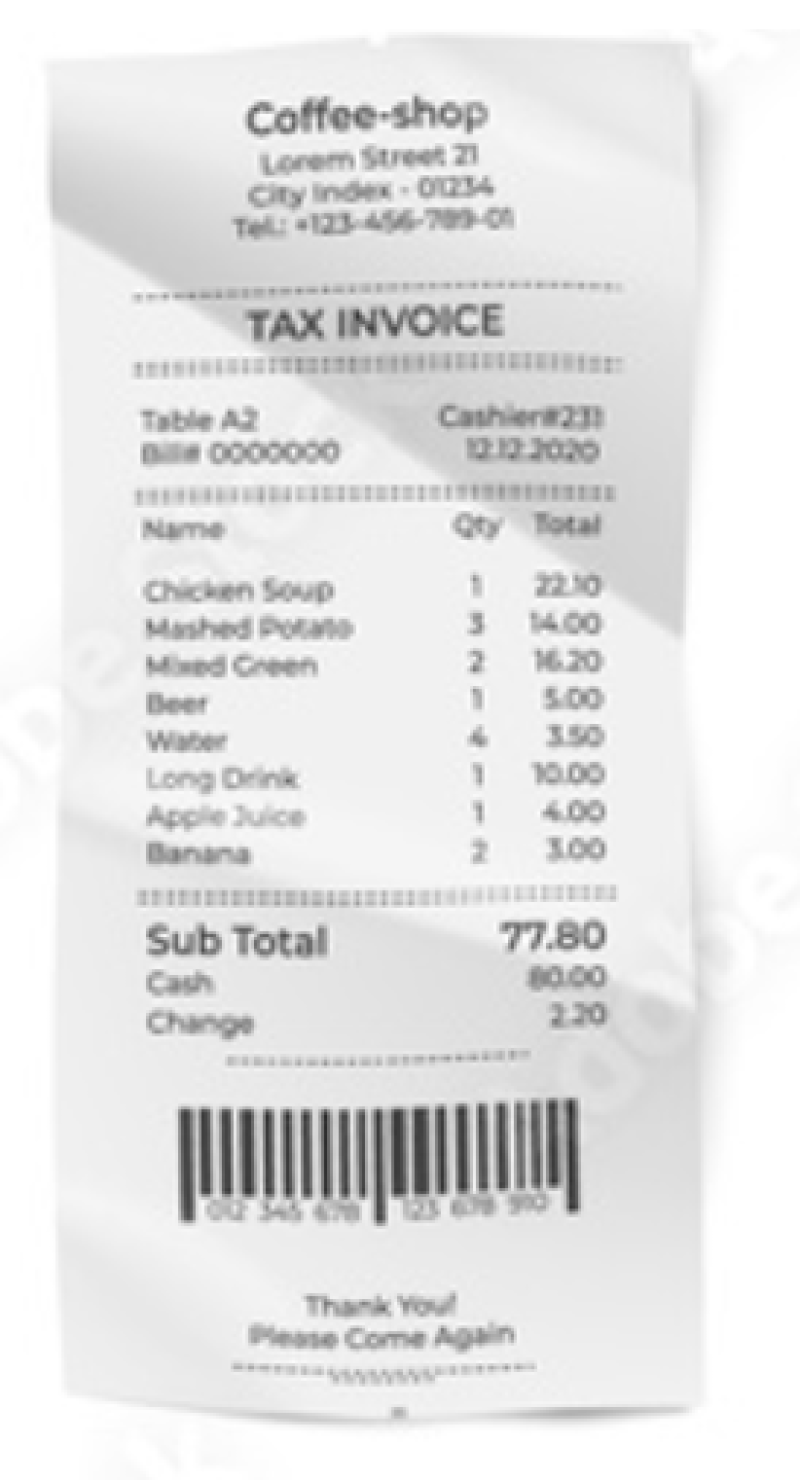 Coffee-shop
Lorem Street 21
City Index - 01234
Tel.: +123-456-789-01
TAX INVOICE
Table A2 Cashier#231
Bill# 0000000 12.12.2020
Name Qty Total
Chicken Soup 1 22.10
Mashed Potato 3 14.00
Mixed Green 2 16.20
Beer 1 5.00
Water 4 3.50
Long Drink 1 10.00
Apple Juice 1 4.00
Banana 2 3.00
Sub Total 77.80
Cash 80.00
Change 2.20
012 345 678 123 678 910
Thank You!
Please Come Again